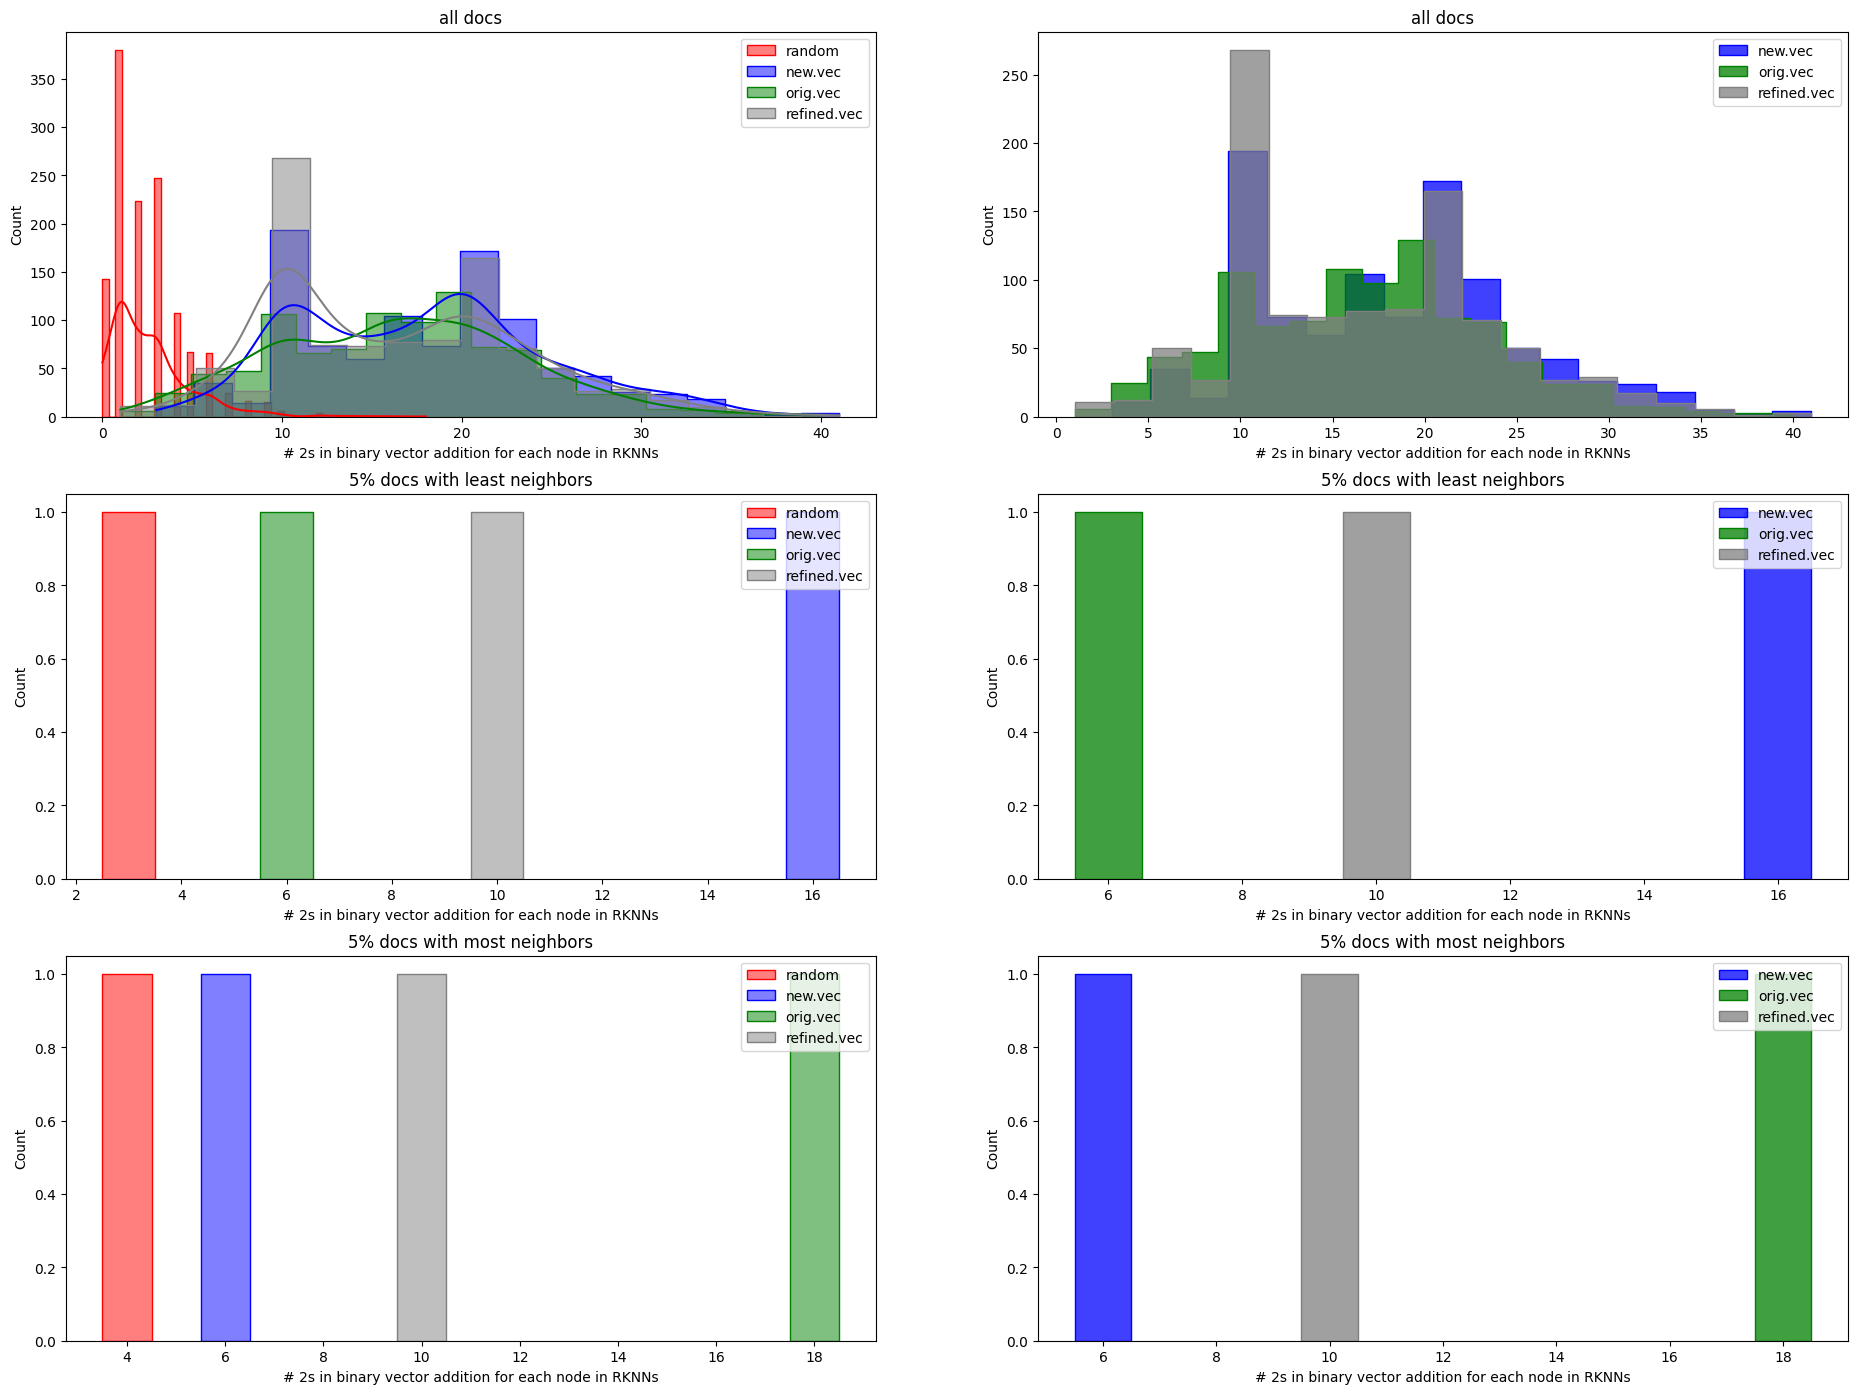 all docs
Count
350
300
250
200
150
100
50
0
random
new.vec
orig.vec
refined.vec
0 10 20 30 40
# 2s in binary vector addition for each node in RKNNs
all docs
Count
250
200
150
100
50
0
new.vec
orig.vec
refined.vec
0 5 10 15 20 25 30 35 40
# 2s in binary vector addition for each node in RKNNs
5% docs with least neighbors
Count
1.0
0.8
0.6
0.4
0.2
0.0
random
new.vec
orig.vec
refined.vec
2 4 6 8 10 12 14 16
# 2s in binary vector addition for each node in RKNNs
5% docs with least neighbors
Count
1.0
0.8
0.6
0.4
0.2
0.0
new.vec
orig.vec
refined.vec
6 8 10 12 14 16
# 2s in binary vector addition for each node in RKNNs
5% docs with most neighbors
Count
1.0
0.8
0.6
0.4
0.2
0.0
random
new.vec
orig.vec
refined.vec
4 6 8 10 12 14 16 18
# 2s in binary vector addition for each node in RKNNs
5% docs with most neighbors
Count
1.0
0.8
0.6
0.4
0.2
0.0
new.vec
orig.vec
refined.vec
6 8 10 12 14 16 18
# 2s in binary vector addition for each node in RKNNs